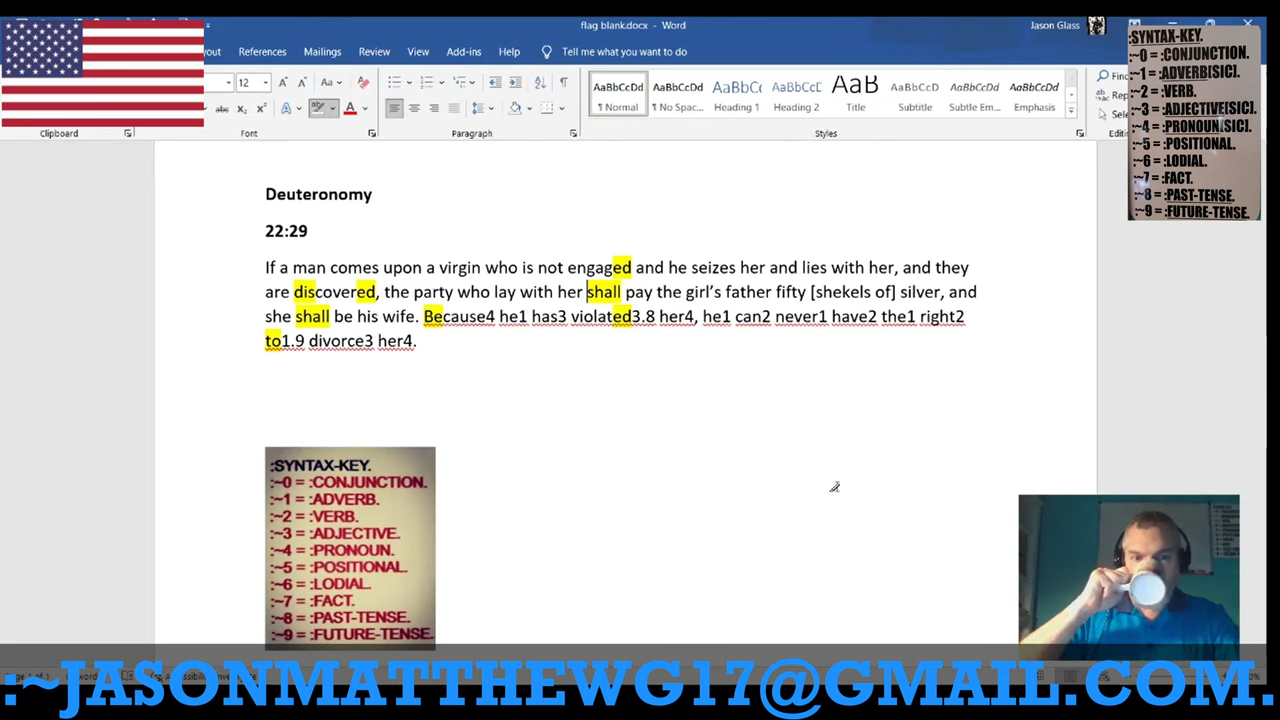 flag blank.docx - Word
Jason Glass
out References Mailings Review View Add-ins Help Tell me what you want to do
12
Aa
AaBbCcDd AaBbCcDd AaBbCc AaBbCcD AaB AaBbCcD AaBbCcDd AaBbCcDd
¶ Normal ¶ No Spac... Heading 1 Heading 2 Title Subtitle Subtle Em... Emphasis
Clipboard Font Paragraph Styles
:SYNTAX-KEY.
:~0 = :CONJUNCTION.
:~1 = :ADVERB[SIC].
:~2 = :VERB.
:~3 = :ADJECTIVE[SIC].
:~4 = :PRONOUN[SIC].
:~5 = :POSITIONAL.
:~6 = :LODIAL.
:~7 = :FACT.
:~8 = :PAST-TENSE.
:~9 = :FUTURE-TENSE.
Deuteronomy
22:29
If a man comes upon a virgin who is not engaged and he seizes her and lies with her, and they
are discovered, the party who lay with her shall pay the girl’s father fifty [shekels of] silver, and
she shall be his wife. Because4 he1 has3 violated3.8 her4, he1 can2 never1 have2 the1 right2
to1.9 divorce3 her4.
:SYNTAX-KEY.
:~0 = :CONJUNCTION.
:~1 = :ADVERB.
:~2 = :VERB.
:~3 = :ADJECTIVE.
:~4 = :PRONOUN.
:~5 = :POSITIONAL.
:~6 = :LODIAL.
:~7 = :FACT.
:~8 = :PAST-TENSE.
:~9 = :FUTURE-TENSE.
:~JASONMATTHEWG17@GMAIL.COM.